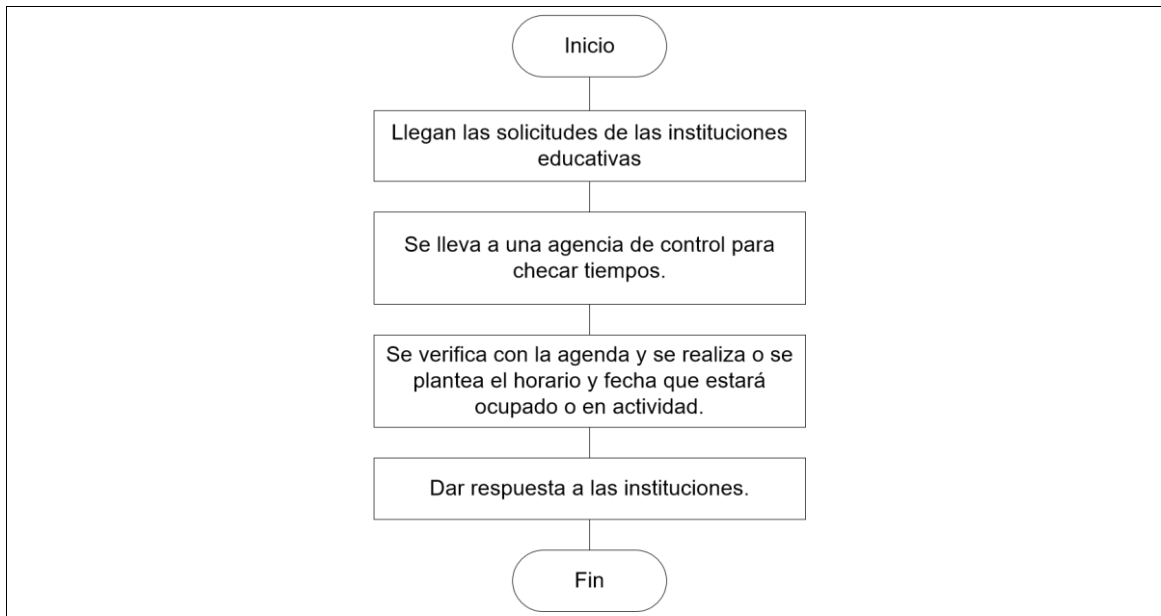 Inicio
Llegan las solicitudes de las instituciones
educativas
Se lleva a una agencia de control para
checar tiempos.
Se verifica con la agenda y se realiza o se
plantea el horario y fecha que estará
ocupado o en actividad.
Dar respuesta a las instituciones.
Fin